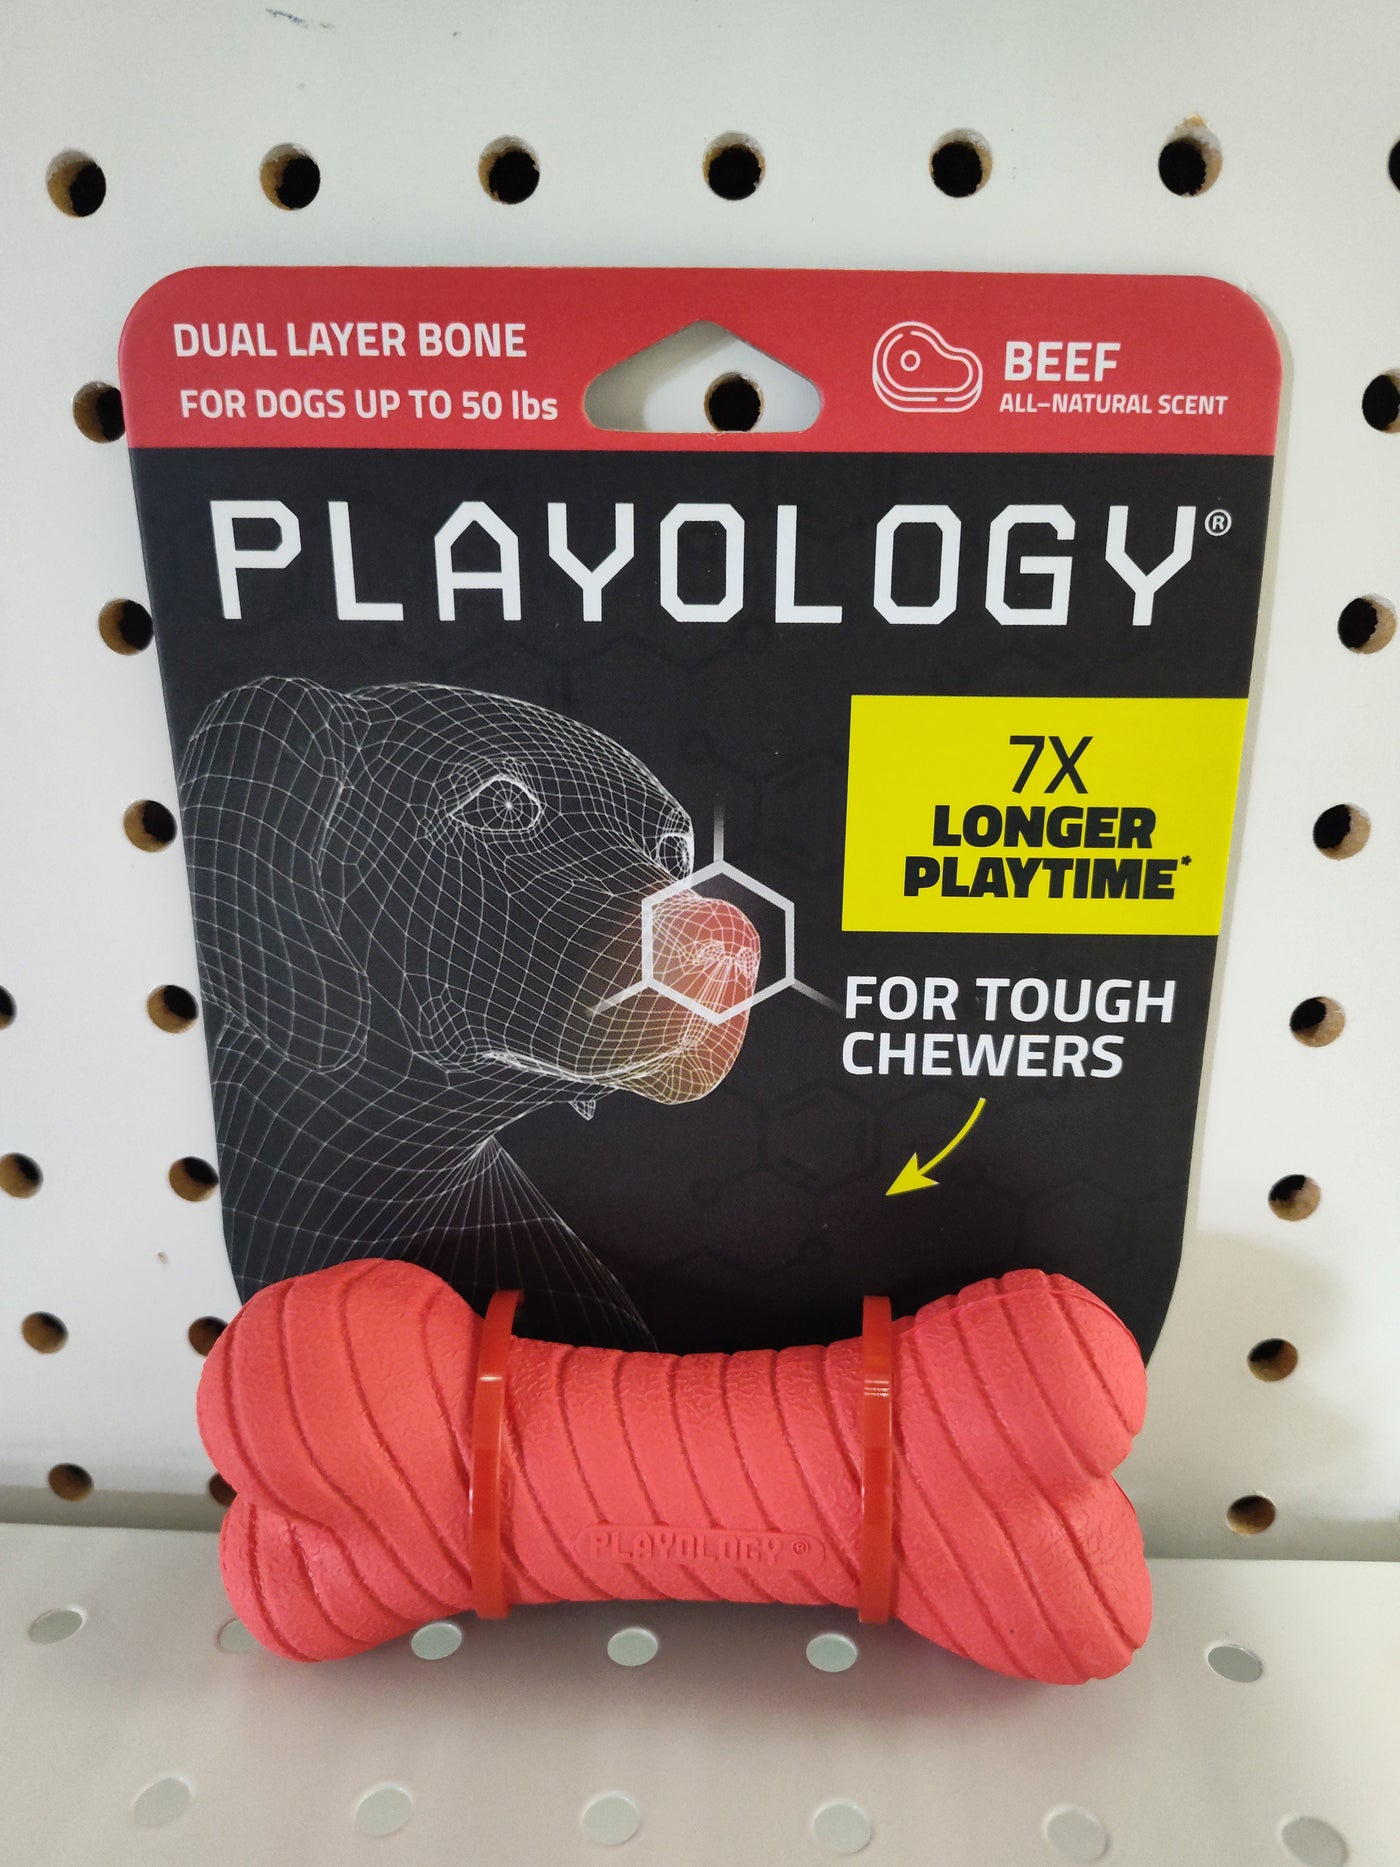 DUAL LAYER BONE
FOR DOGS UP TO 50 lbs
BEEF
ALL-NATURAL SCENT
PLAYOLOGY®
7X
LONGER
PLAYTIME*
FOR TOUGH
CHEWERS
PLAYOLOGY®